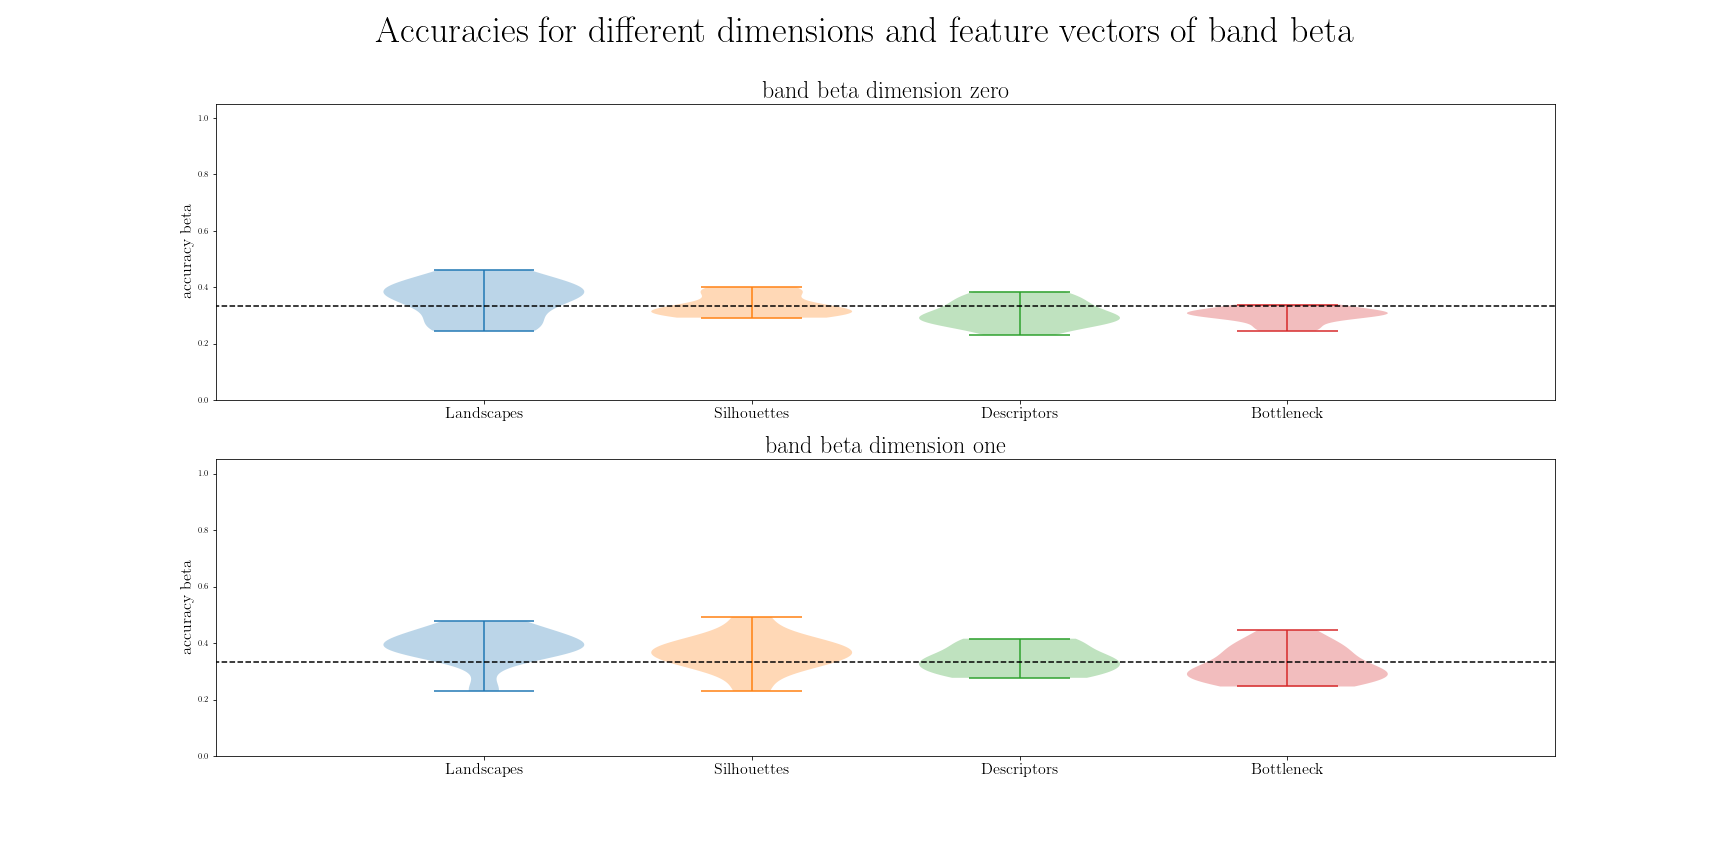 Accuracies for different dimensions and feature vectors of band beta
band beta dimension zero
1.0
0.8
0.6
0.4
0.2
0.0
accuracy beta
Landscapes Silhouettes Descriptors Bottleneck
band beta dimension one
1.0
0.8
0.6
0.4
0.2
0.0
accuracy beta
Landscapes Silhouettes Descriptors Bottleneck